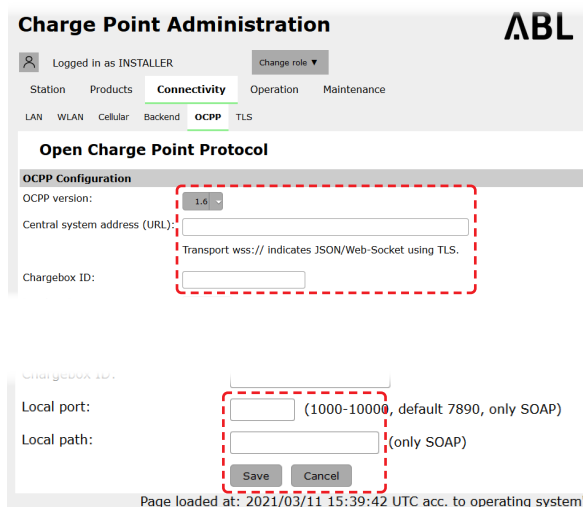 Charge Point Administration
ABL
Logged in as INSTALLER
Change role ▼
Station Products Connectivity Operation Maintenance
LAN WLAN Cellular Backend OCPP TLS
Open Charge Point Protocol
OCPP Configuration
OCPP version: 1.6
Central system address (URL):
Transport wss:// indicates JSON/Web-Socket using TLS.
Chargebox ID:
Chargebox ID:
Local port: (1000-10000, default 7890, only SOAP)
Local path: (only SOAP)
Save Cancel
Page loaded at: 2021/03/11 15:39:42 UTC acc. to operating system